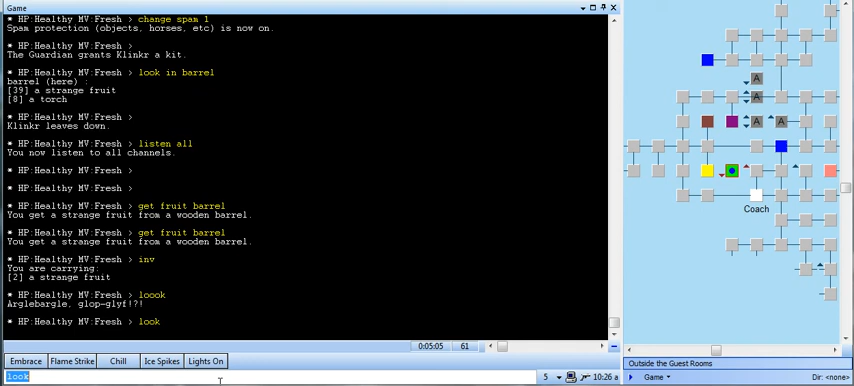 Game
* HP:Healthy MV:Fresh > change spam 1
Spam protection (objects, horses, etc) is now on.
* HP:Healthy MV:Fresh >
The Guardian grants Klinkr a kit.
* HP:Healthy MV:Fresh > look in barrel
barrel (here) :
[39] a strange fruit
[8] a torch
* HP:Healthy MV:Fresh >
Klinkr leaves down.
* HP:Healthy MV:Fresh > listen all
You now listen to all channels.
* HP:Healthy MV:Fresh >
* HP:Healthy MV:Fresh >
* HP:Healthy MV:Fresh > get fruit barrel
You get a strange fruit from a wooden barrel.
* HP:Healthy MV:Fresh > get fruit barrel
You get a strange fruit from a wooden barrel.
* HP:Healthy MV:Fresh > inv
You are carrying:
[2] a strange fruit
* HP:Healthy MV:Fresh > loook
Arglebargle, glop-glyf!?!
* HP:Healthy MV:Fresh > look
0:05:05 61
Embrace Flame Strike Chill Ice Spikes Lights On
look
5 10:26 a
A
A
A A
Coach
Outside the Guest Rooms
Game Dir: <none>